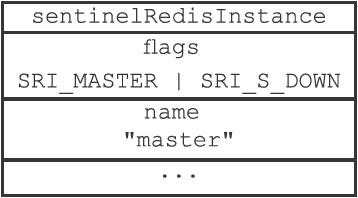 sentinelRedisInstance
flags
SRI_MASTER | SRI_S_DOWN
name
"master"
...